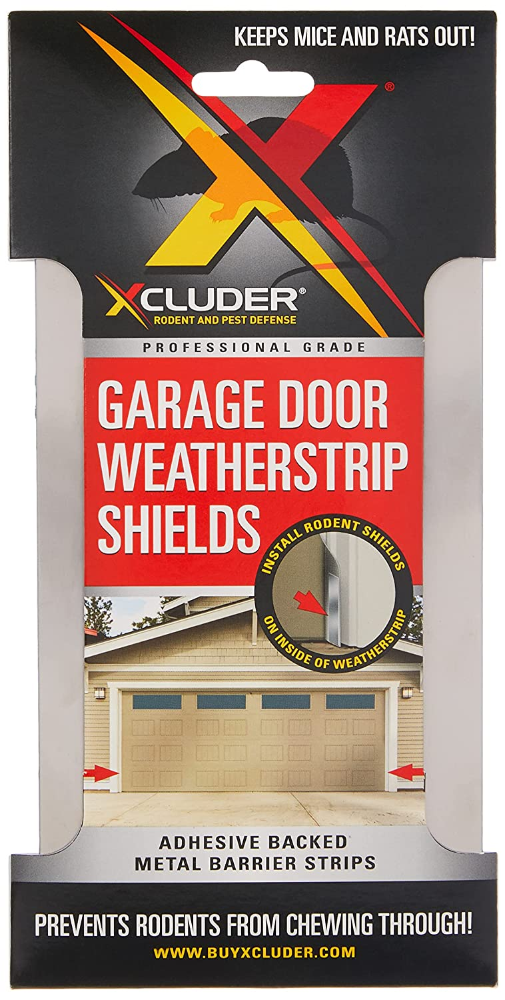 KEEPS MICE AND RATS OUT!
®
XCLUDER®
RODENT AND PEST DEFENSE
PROFESSIONAL GRADE
GARAGE DOOR
WEATHERSTRIP
SHIELDS
INSTALL RODENT SHIELDS
ON INSIDE OF WEATHERSTRIP
ADHESIVE BACKED
METAL BARRIER STRIPS
PREVENTS RODENTS FROM CHEWING THROUGH!
WWW.BUYXCLUDER.COM